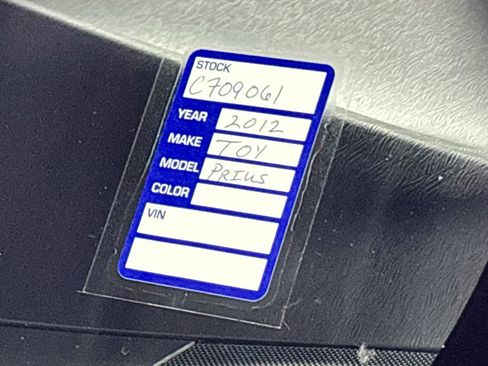 STOCK
C709061
YEAR 2012
MAKE TOY
MODEL PRIUS
COLOR
VIN